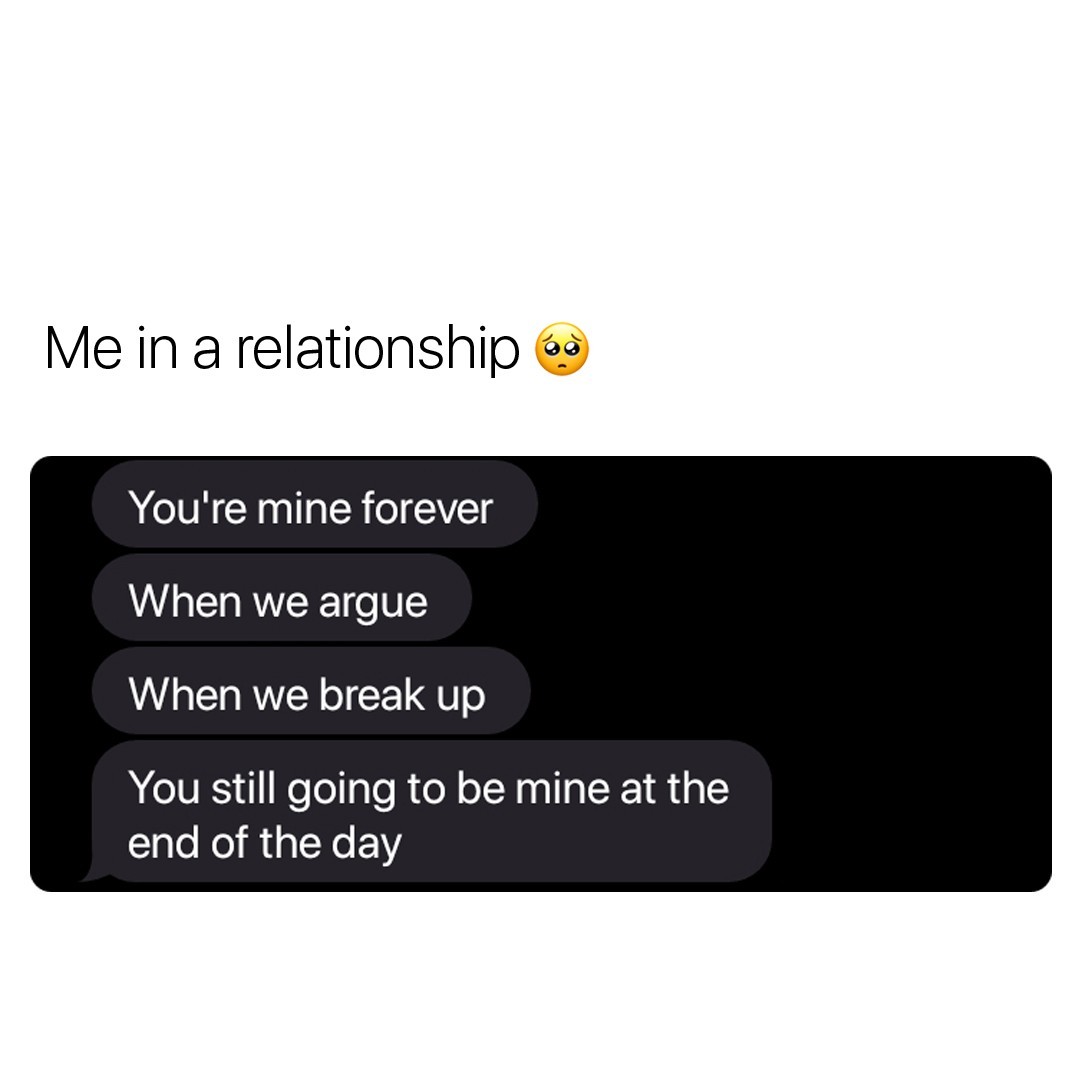 Me in a relationship 🥺
You're mine forever
When we argue
When we break up
You still going to be mine at the
end of the day